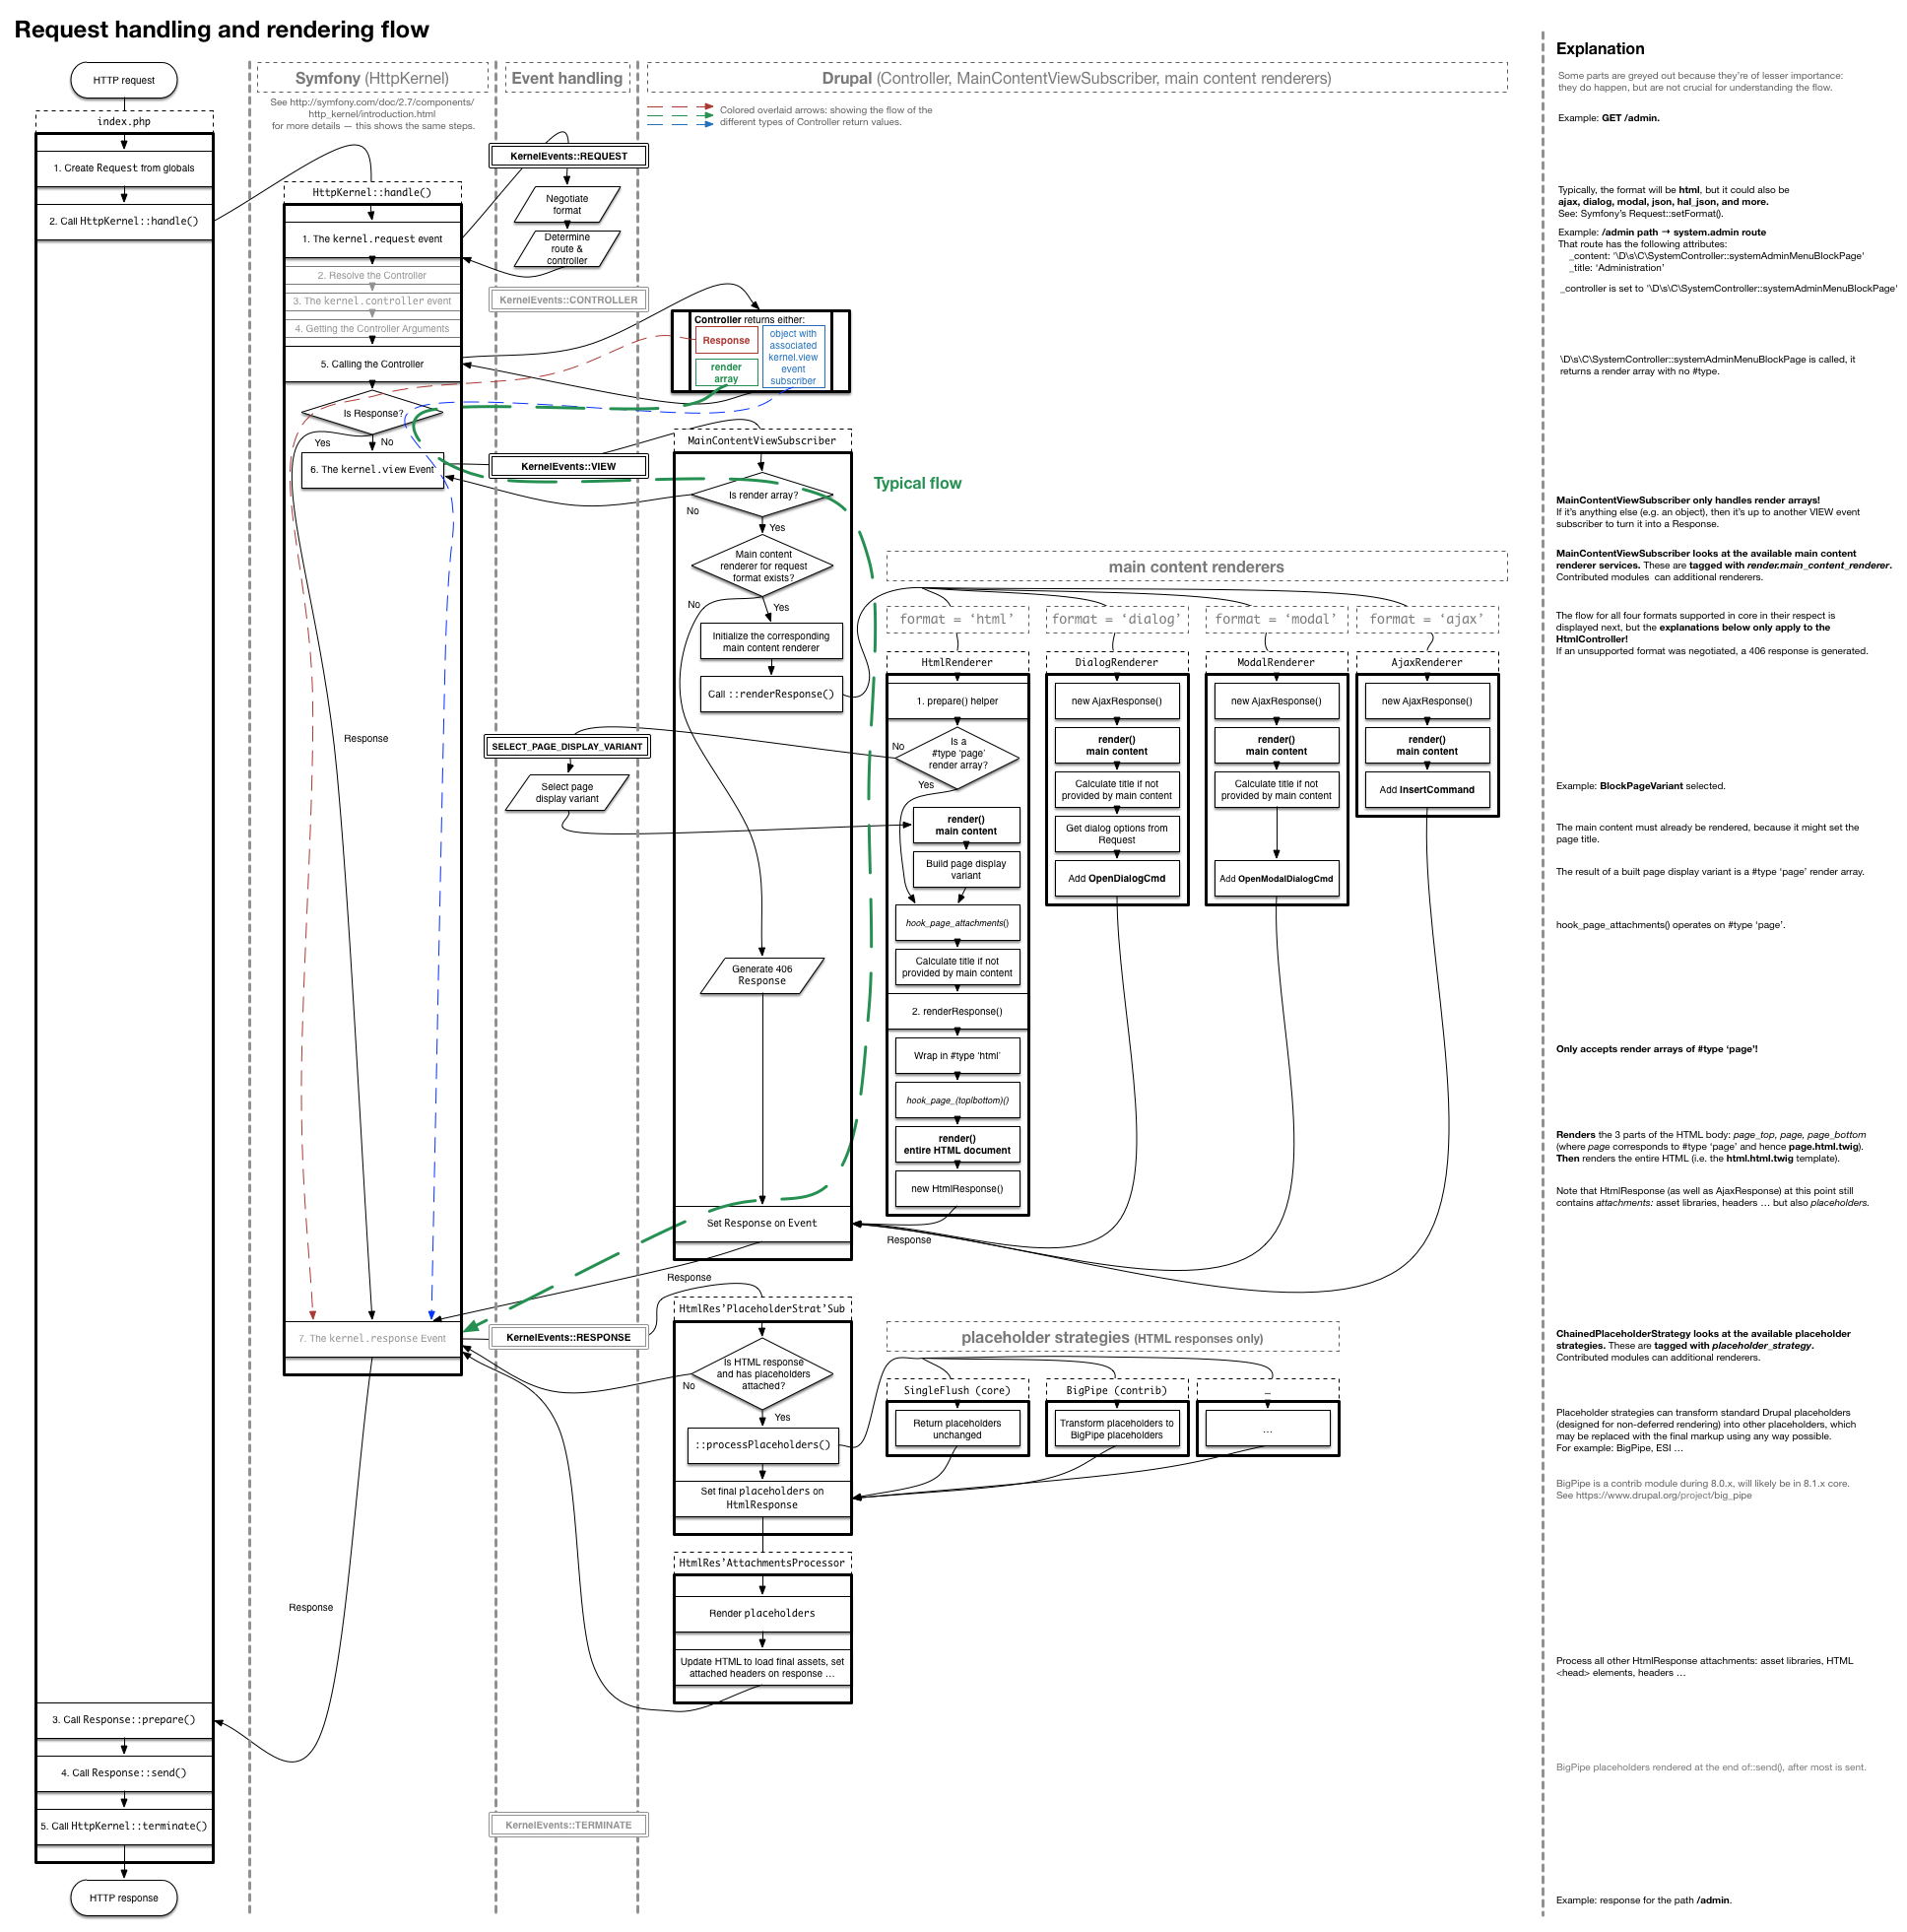 Request handling and rendering flow
HTTP request
index.php
1. Create Request from globals
2. Call HttpKernel::handle()
3. Call Response::prepare()
4. Call Response::send()
5. Call HttpKernel::terminate()
HTTP response
Symfony (HttpKernel)
See http://symfony.com/doc/2.7/components/
http_kernel/introduction.html
for more details — this shows the same steps.
HttpKernel::handle()
1. The kernel.request event
2. Resolve the Controller
3. The kernel.controller event
4. Getting the Controller Arguments
5. Calling the Controller
Is Response?
Yes
No
6. The kernel.view Event
Response
7. The kernel.response Event
Response
Event handling
KernelEvents::REQUEST
Negotiate
format
Determine
route &
controller
KernelEvents::CONTROLLER
KernelEvents::VIEW
SELECT_PAGE_DISPLAY_VARIANT
Select page
display variant
KernelEvents::RESPONSE
KernelEvents::TERMINATE
Drupal (Controller, MainContentViewSubscriber, main content renderers)
Colored overlaid arrows: showing the flow of the
different types of Controller return values.
Controller returns either:
Response
render
array
object with
associated
kernel.view
event
subscriber
MainContentViewSubscriber
Is render array?
No
Yes
Main content
renderer for request
format exists?
No
Yes
Initialize the corresponding
main content renderer
Call ::renderResponse()
Generate 406
Response
Set Response on Event
Response
Response
Typical flow
main content renderers
format = ‘html’
HtmlRenderer
1. prepare() helper
Is a
#type ‘page’
render array?
No
Yes
render()
main content
Build page display
variant
hook_page_attachments()
Calculate title if not
provided by main content
2. renderResponse()
Wrap in #type ‘html’
hook_page_(top|bottom)()
render()
entire HTML document
new HtmlResponse()
format = ‘dialog’
DialogRenderer
new AjaxResponse()
render()
main content
Calculate title if not
provided by main content
Get dialog options from
Request
Add OpenDialogCmd
format = ‘modal’
ModalRenderer
new AjaxResponse()
render()
main content
Calculate title if not
provided by main content
Add OpenModalDialogCmd
format = ‘ajax’
AjaxRenderer
new AjaxResponse()
render()
main content
Add InsertCommand
HtmlRes’PlaceholderStrat’Sub
Is HTML response
and has placeholders
attached?
No
Yes
::processPlaceholders()
Set final placeholders on
HtmlResponse
placeholder strategies (HTML responses only)
SingleFlush (core)
Return placeholders
unchanged
BigPipe (contrib)
Transform placeholders to
BigPipe placeholders
…
…
HtmlRes’AttachmentsProcessor
Render placeholders
Update HTML to load final assets, set
attached headers on response …
Explanation
Some parts are greyed out because they’re of lesser importance:
they do happen, but are not crucial for understanding the flow.
Example: GET /admin.
Typically, the format will be html, but it could also be
ajax, dialog, modal, json, hal_json, and more.
See: Symfony’s Request::setFormat().
Example: /admin path → system.admin route
That route has the following attributes:
_content: ‘\D\s\C\SystemController::systemAdminMenuBlockPage’
_title: ‘Administration’
_controller is set to ‘\D\s\C\SystemController::systemAdminMenuBlockPage’
\D\s\C\SystemController::systemAdminMenuBlockPage is called, it
returns a render array with no #type.
MainContentViewSubscriber only handles render arrays!
If it’s anything else (e.g. an object), then it’s up to another VIEW event
subscriber to turn it into a Response.
MainContentViewSubscriber looks at the available main content
renderer services. These are tagged with render.main_content_renderer.
Contributed modules can additional renderers.
The flow for all four formats supported in core in their respect is
displayed next, but the explanations below only apply to the
HtmlController!
If an unsupported format was negotiated, a 406 response is generated.
Example: BlockPageVariant selected.
The main content must already be rendered, because it might set the
page title.
The result of a built page display variant is a #type ‘page’ render array.
hook_page_attachments() operates on #type ‘page’.
Only accepts render arrays of #type ‘page’!
Renders the 3 parts of the HTML body: page_top, page, page_bottom
(where page corresponds to #type ‘page’ and hence page.html.twig).
Then renders the entire HTML (i.e. the html.html.twig template).
Note that HtmlResponse (as well as AjaxResponse) at this point still
contains attachments: asset libraries, headers … but also placeholders.
ChainedPlaceholderStrategy looks at the available placeholder
strategies. These are tagged with placeholder_strategy.
Contributed modules can additional renderers.
Placeholder strategies can transform standard Drupal placeholders
(designed for non-deferred rendering) into other placeholders, which
may be replaced with the final markup using any way possible.
For example: BigPipe, ESI …
BigPipe is a contrib module during 8.0.x, will likely be in 8.1.x core.
See https://www.drupal.org/project/big_pipe
Process all other HtmlResponse attachments: asset libraries, HTML
<head> elements, headers …
BigPipe placeholders rendered at the end of::send(), after most is sent.
Example: response for the path /admin.